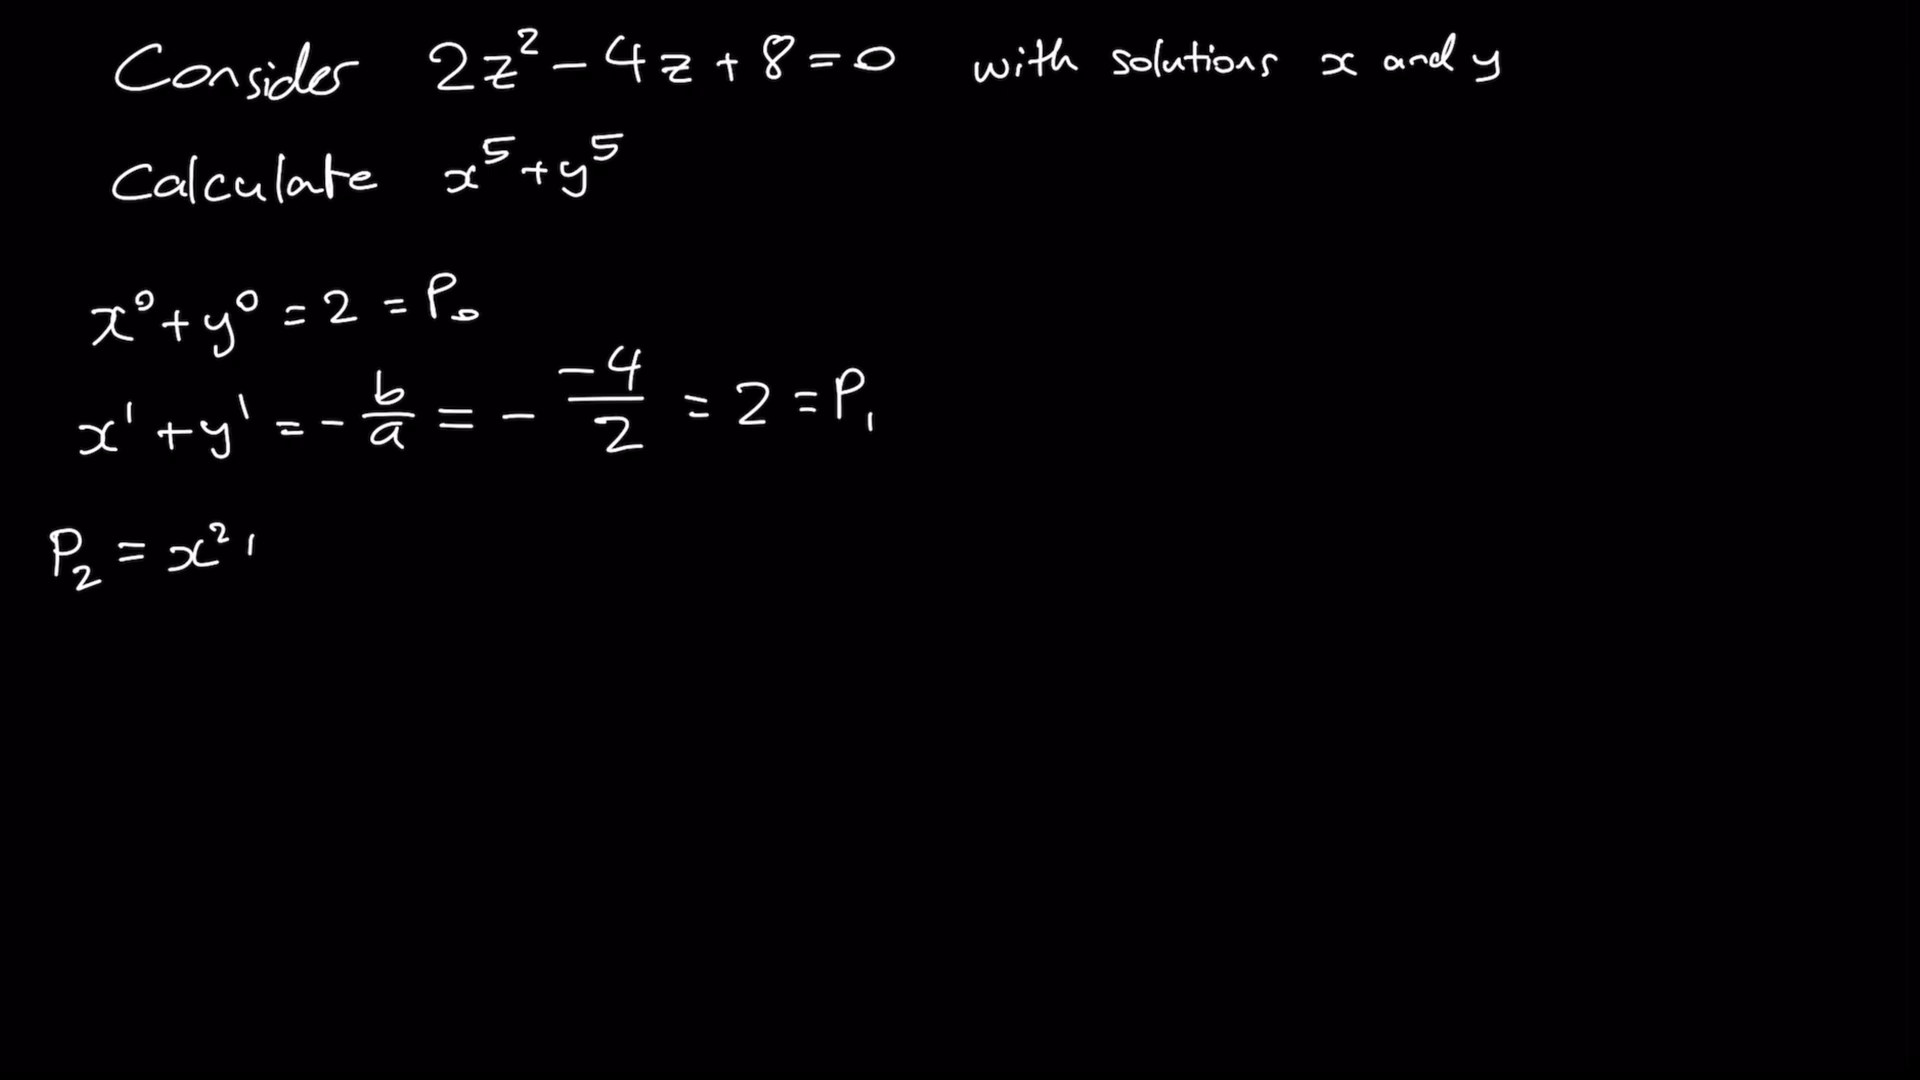 Consider 2z² - 4z + 8 = 0 with solutions x and y
Calculate x⁵ + y⁵
x⁰ + y⁰ = 2 = P₀
x¹ + y¹ = - b/a = - -4/2 = 2 = P₁
P₂ = x² ı